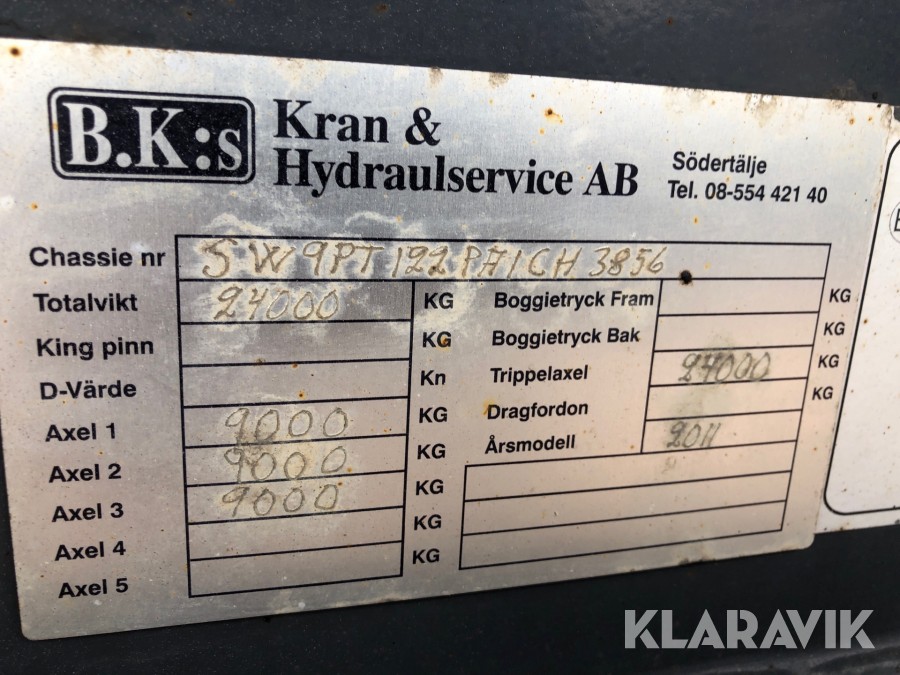 B.K:s Kran &
Hydraulservice AB
Södertälje
Tel. 08-554 421 40
Chassie nr SW9PT122PA1CH3856
Totalvikt 24000 KG Boggietryck Fram KG
King pinn KG Boggietryck Bak KG
D-Värde Kn Trippelaxel 24000 KG
Axel 1 9000 KG Dragfordon KG
Axel 2 9000 KG Årsmodell 2011
Axel 3 9000 KG
Axel 4 KG
Axel 5 KG
KLARAVIK